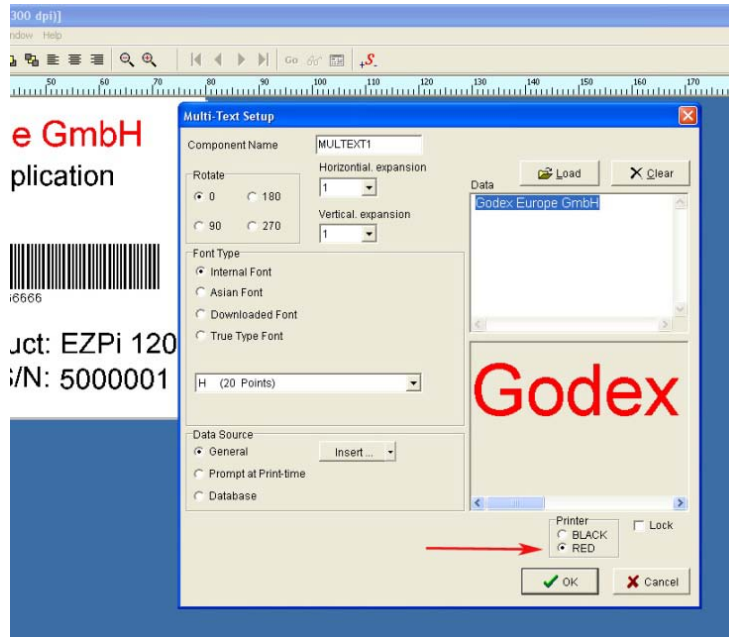 300 dpi)]
ndow Help
Go
S
50 60 70 80 90 100 110 120 130 140 150 160 170
Multi-Text Setup
Component Name MULTEXT1
Rotate
0 180
90 270
Horizontial. expansion
1
Vertical. expansion
1
Font Type
Internal Font
Asian Font
Downloaded Font
True Type Font
H (20 Points)
Data Source
General Insert ...
Prompt at Print-time
Database
Data Load Clear
Godex Europe GmbH
Godex
Printer
BLACK
RED
Lock
OK Cancel
e GmbH
plication
66666
uct: EZPi 120
S/N: 5000001